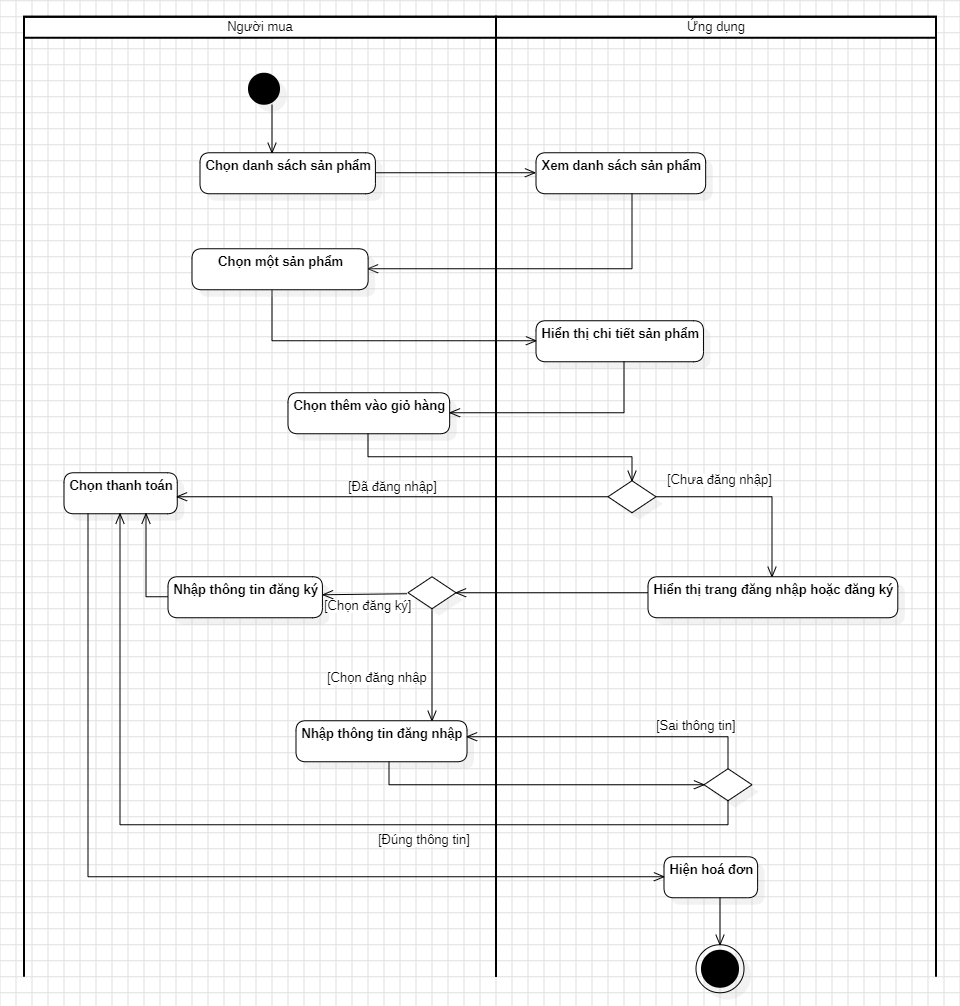 Người mua
Ứng dụng
Chọn danh sách sản phẩm
Xem danh sách sản phẩm
Chọn một sản phẩm
Hiển thị chi tiết sản phẩm
Chọn thêm vào giỏ hàng
Chọn thanh toán
[Đã đăng nhập]
[Chưa đăng nhập]
Nhập thông tin đăng ký
[Chọn đăng ký]
Hiển thị trang đăng nhập hoặc đăng ký
[Chọn đăng nhập
Nhập thông tin đăng nhập
[Sai thông tin]
[Đúng thông tin]
Hiện hoá đơn